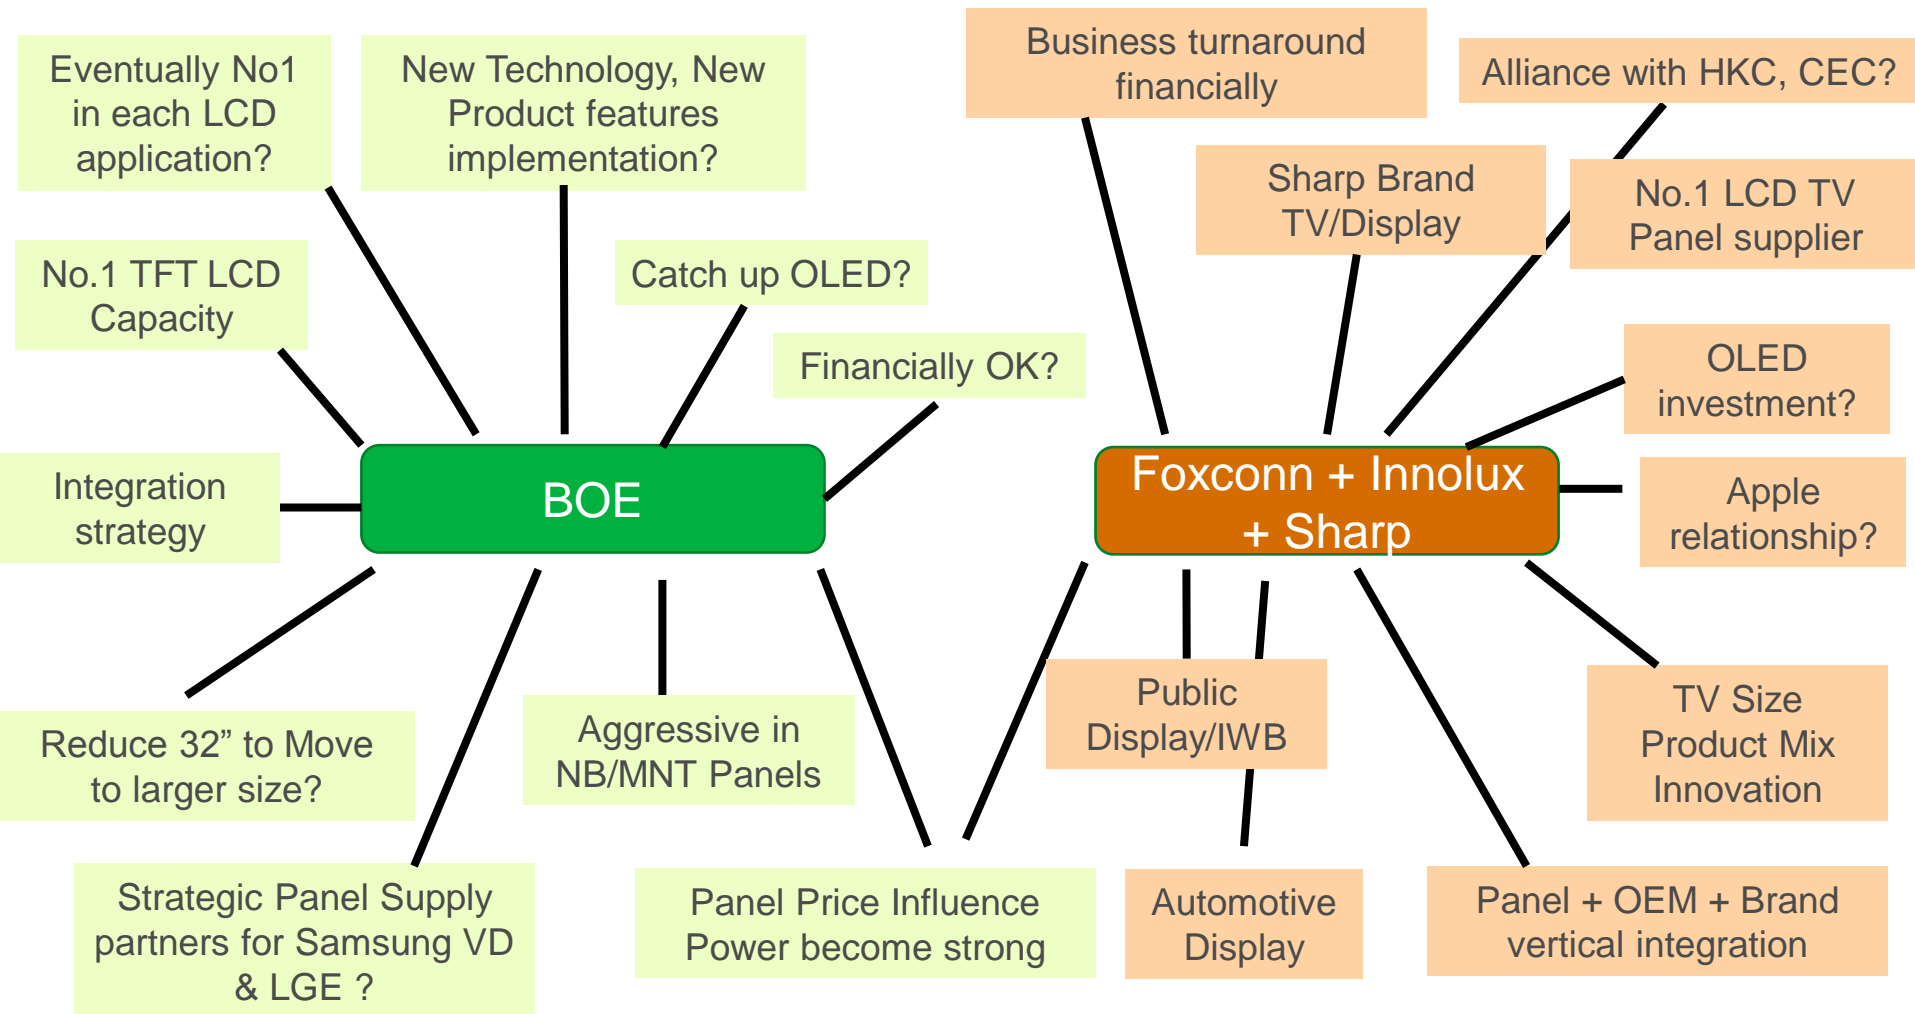 Eventually No1
in each LCD
application?
New Technology, New
Product features
implementation?
No.1 TFT LCD
Capacity
Catch up OLED?
Financially OK?
Integration
strategy
BOE
Reduce 32” to Move
to larger size?
Aggressive in
NB/MNT Panels
Strategic Panel Supply
partners for Samsung VD
& LGE ?
Panel Price Influence
Power become strong
Business turnaround
financially
Alliance with HKC, CEC?
Sharp Brand
TV/Display
No.1 LCD TV
Panel supplier
OLED
investment?
Foxconn + Innolux
+ Sharp
Apple
relationship?
Public
Display/IWB
TV Size
Product Mix
Innovation
Automotive
Display
Panel + OEM + Brand
vertical integration